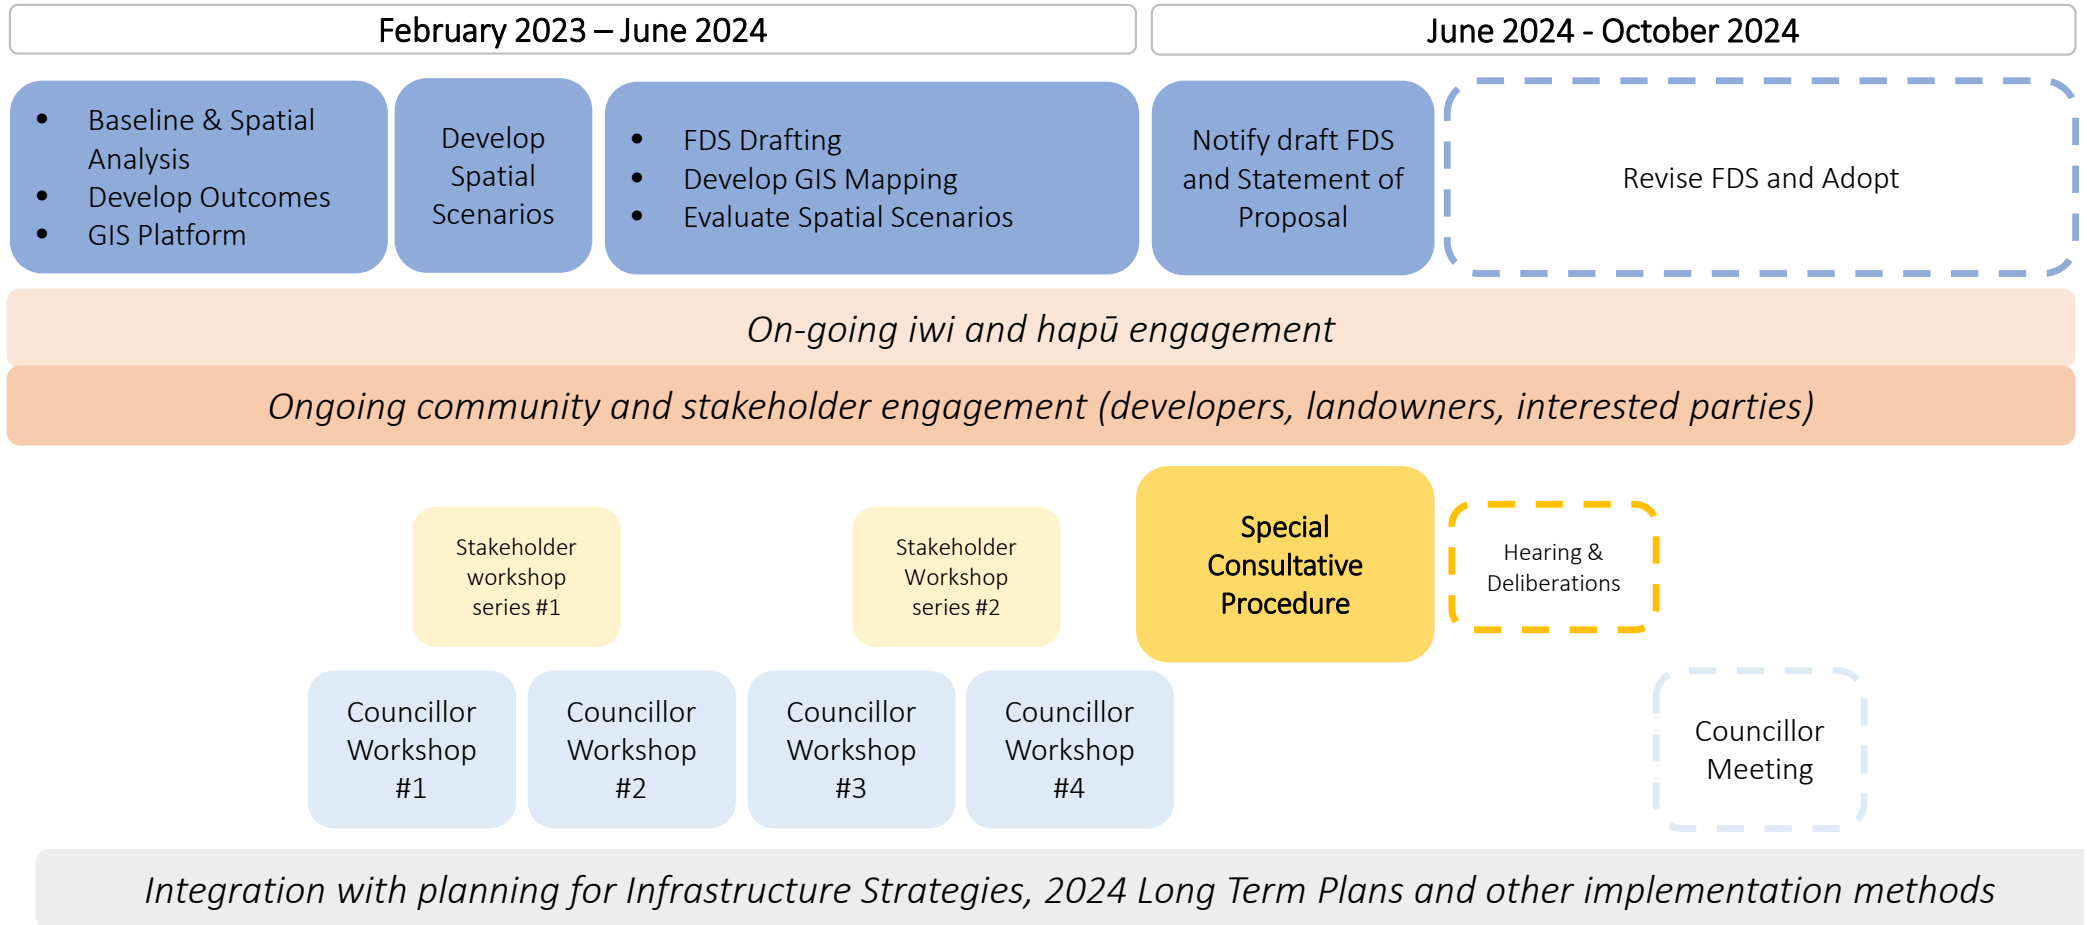 February 2023 – June 2024
June 2024 - October 2024
• Baseline & Spatial
Analysis
• Develop Outcomes
• GIS Platform
Develop
Spatial
Scenarios
• FDS Drafting
• Develop GIS Mapping
• Evaluate Spatial Scenarios
Notify draft FDS
and Statement of
Proposal
Revise FDS and Adopt
On-going iwi and hapū engagement
Ongoing community and stakeholder engagement (developers, landowners, interested parties)
Stakeholder
workshop
series #1
Stakeholder
Workshop
series #2
Special
Consultative
Procedure
Hearing &
Deliberations
Councillor
Workshop
#1
Councillor
Workshop
#2
Councillor
Workshop
#3
Councillor
Workshop
#4
Councillor
Meeting
Integration with planning for Infrastructure Strategies, 2024 Long Term Plans and other implementation methods